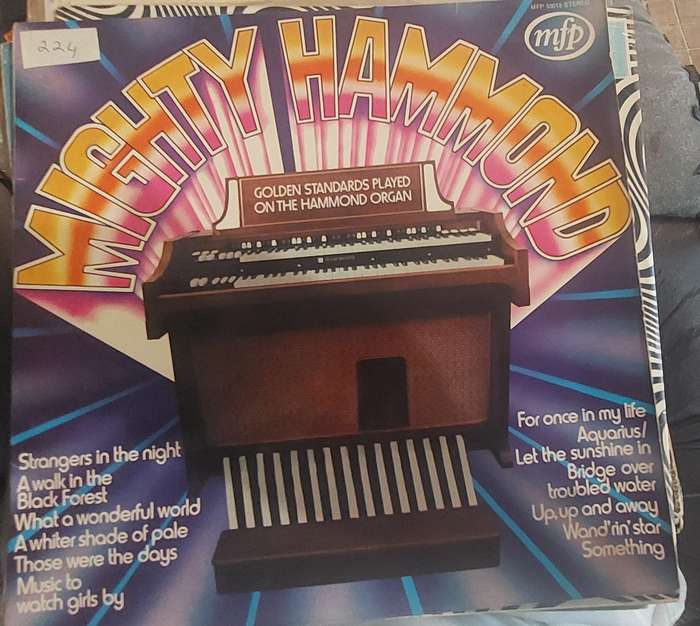 224
MFP 50013 STEREO
mfp
MIGHTY HAMMOND
GOLDEN STANDARDS PLAYED
ON THE HAMMOND ORGAN
Strangers in the night
A walk in the
Black Forest
What a wonderful world
A whiter shade of pale
Those were the days
Music to
watch girls by
For once in my life
Aquarius/
Let the sunshine in
Bridge over
troubled water
Up, up and away
Wand'rin' star
Something